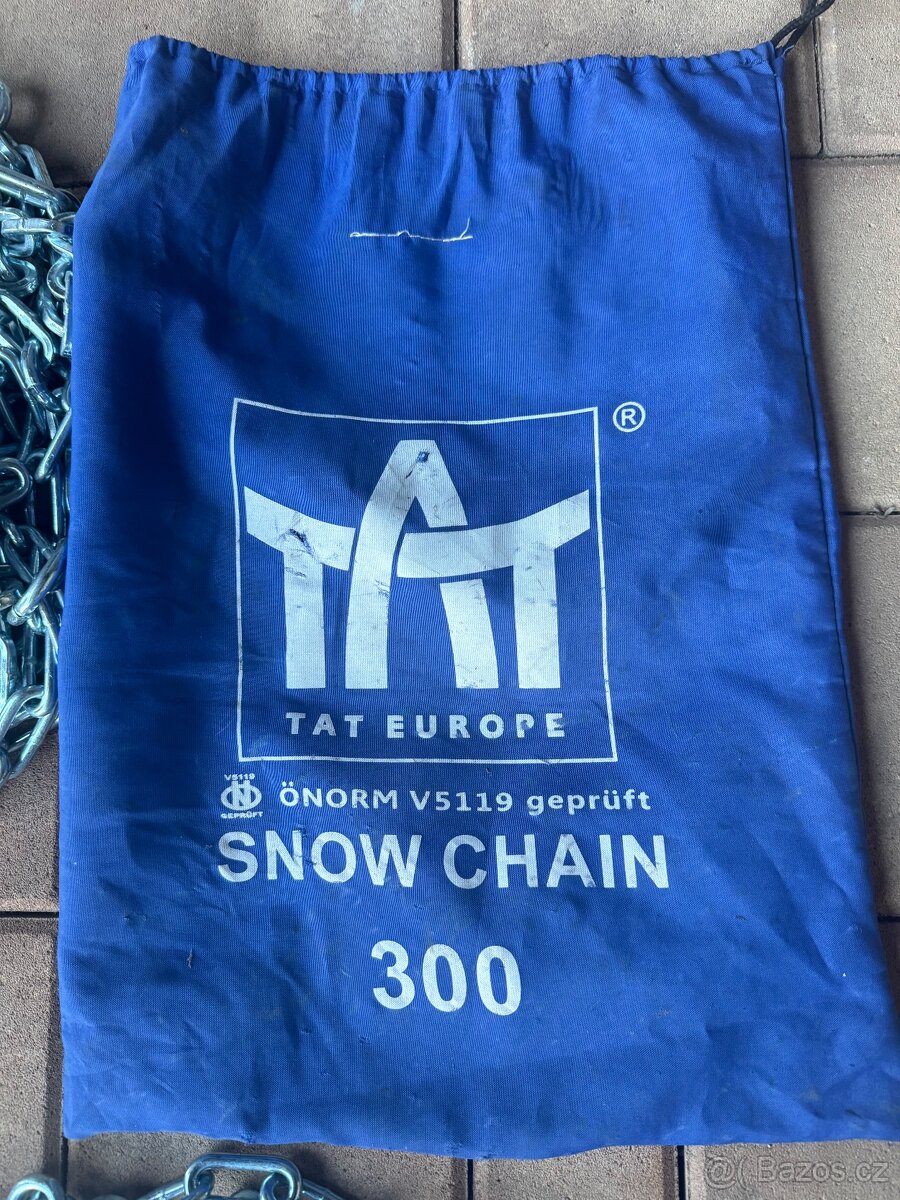 ®
TAT
TAT EUROPE
V5119
GEPRÜFT
ÖNORM V5119 geprüft
SNOW CHAIN
300
@( Bazos.cz